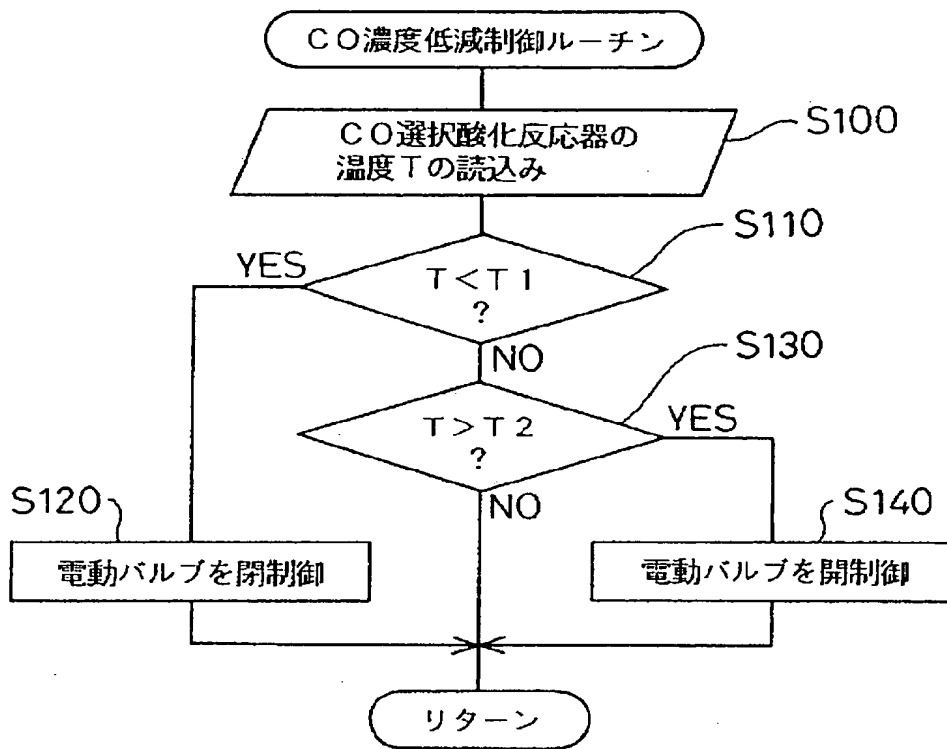 CO濃度低減制御ルーチン
CO選択酸化反応器の
温度Tの読込み
S100
S110
YES
T<T1
?
NO
S130
T>T2
?
YES
NO
S120
電動バルブを閉制御
S140
電動バルブを開制御
リターン